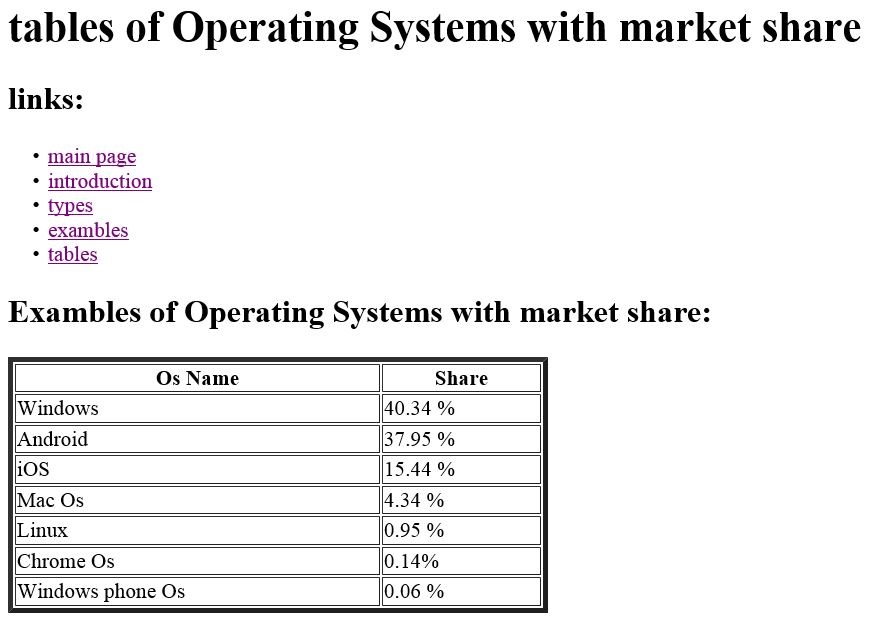 tables of Operating Systems with market share
links:
• main page
• introduction
• types
• exambles
• tables
Exambles of Operating Systems with market share:
Os Name Share
Windows 40.34 %
Android 37.95 %
iOS 15.44 %
Mac Os 4.34 %
Linux 0.95 %
Chrome Os 0.14%
Windows phone Os 0.06 %